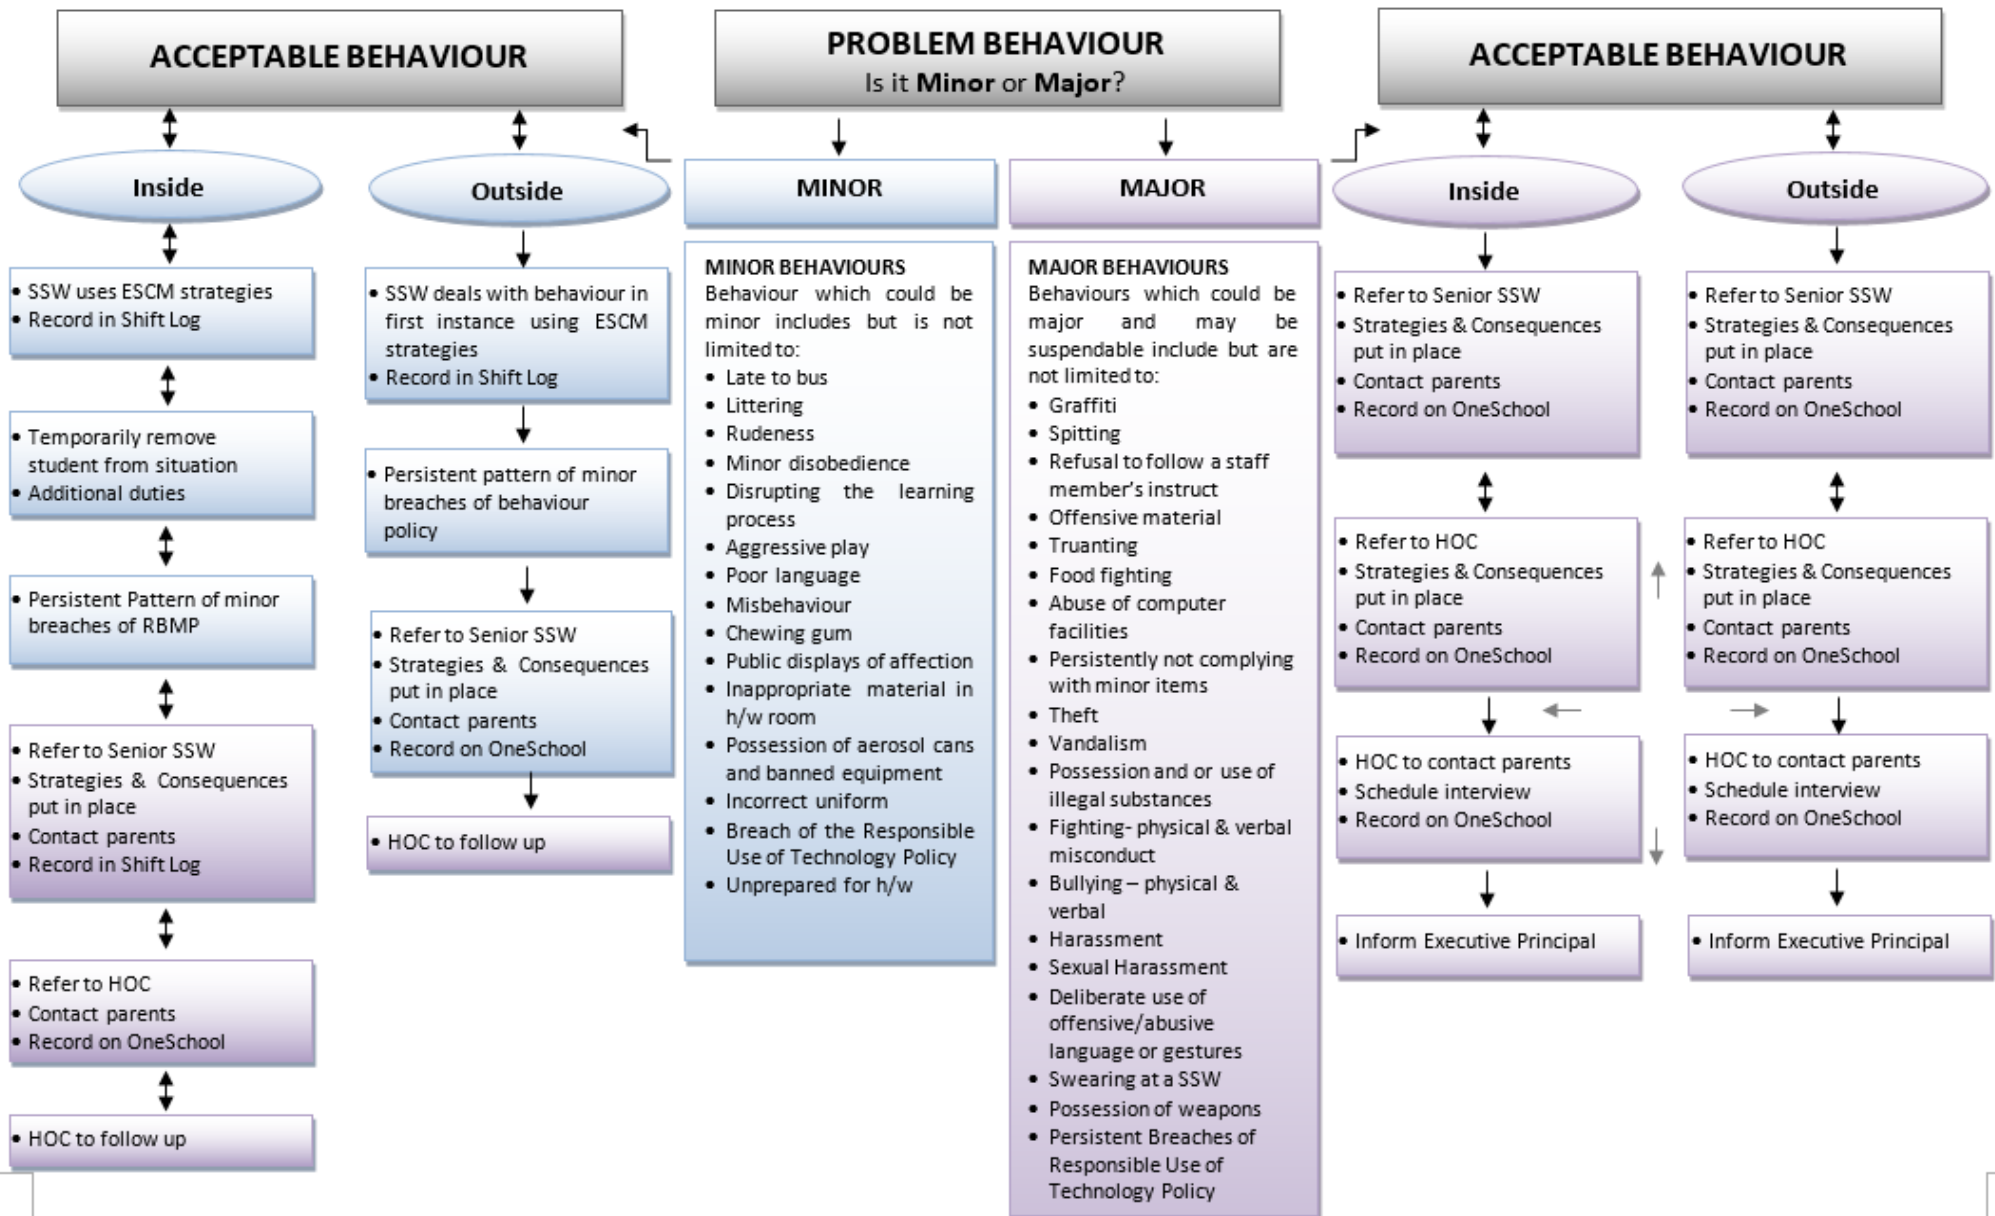 ACCEPTABLE BEHAVIOUR
Inside
• SSW uses ESCM strategies
• Record in Shift Log
• Temporarily remove
student from situation
• Additional duties
• Persistent Pattern of minor
breaches of RBMP
• Refer to Senior SSW
• Strategies & Consequences
put in place
• Contact parents
• Record in Shift Log
• Refer to HOC
• Contact parents
• Record on OneSchool
• HOC to follow up
Outside
• SSW deals with behaviour in
first instance using ESCM
strategies
• Record in Shift Log
• Persistent pattern of minor
breaches of behaviour
policy
• Refer to Senior SSW
• Strategies & Consequences
put in place
• Contact parents
• Record on OneSchool
• HOC to follow up
PROBLEM BEHAVIOUR
Is it Minor or Major?
MINOR
MINOR BEHAVIOURS
Behaviour which could be
minor includes but is not
limited to:
• Late to bus
• Littering
• Rudeness
• Minor disobedience
• Disrupting the learning
process
• Aggressive play
• Poor language
• Misbehaviour
• Chewing gum
• Public displays of affection
• Inappropriate material in
h/w room
• Possession of aerosol cans
and banned equipment
• Incorrect uniform
• Breach of the Responsible
Use of Technology Policy
• Unprepared for h/w
MAJOR
MAJOR BEHAVIOURS
Behaviours which could be
major and may be
suspendable include but are
not limited to:
• Graffiti
• Spitting
• Refusal to follow a staff
member's instruct
• Offensive material
• Truanting
• Food fighting
• Abuse of computer
facilities
• Persistently not complying
with minor items
• Theft
• Vandalism
• Possession and or use of
illegal substances
• Fighting- physical & verbal
misconduct
• Bullying – physical &
verbal
• Harassment
• Sexual Harassment
• Deliberate use of
offensive/abusive
language or gestures
• Swearing at a SSW
• Possession of weapons
• Persistent Breaches of
Responsible Use of
Technology Policy
ACCEPTABLE BEHAVIOUR
Inside
• Refer to Senior SSW
• Strategies & Consequences
put in place
• Contact parents
• Record on OneSchool
• Refer to HOC
• Strategies & Consequences
put in place
• Contact parents
• Record on OneSchool
• HOC to contact parents
• Schedule interview
• Record on OneSchool
• Inform Executive Principal
Outside
• Refer to Senior SSW
• Strategies & Consequences
put in place
• Contact parents
• Record on OneSchool
• Refer to HOC
• Strategies & Consequences
put in place
• Contact parents
• Record on OneSchool
• HOC to contact parents
• Schedule interview
• Record on OneSchool
• Inform Executive Principal